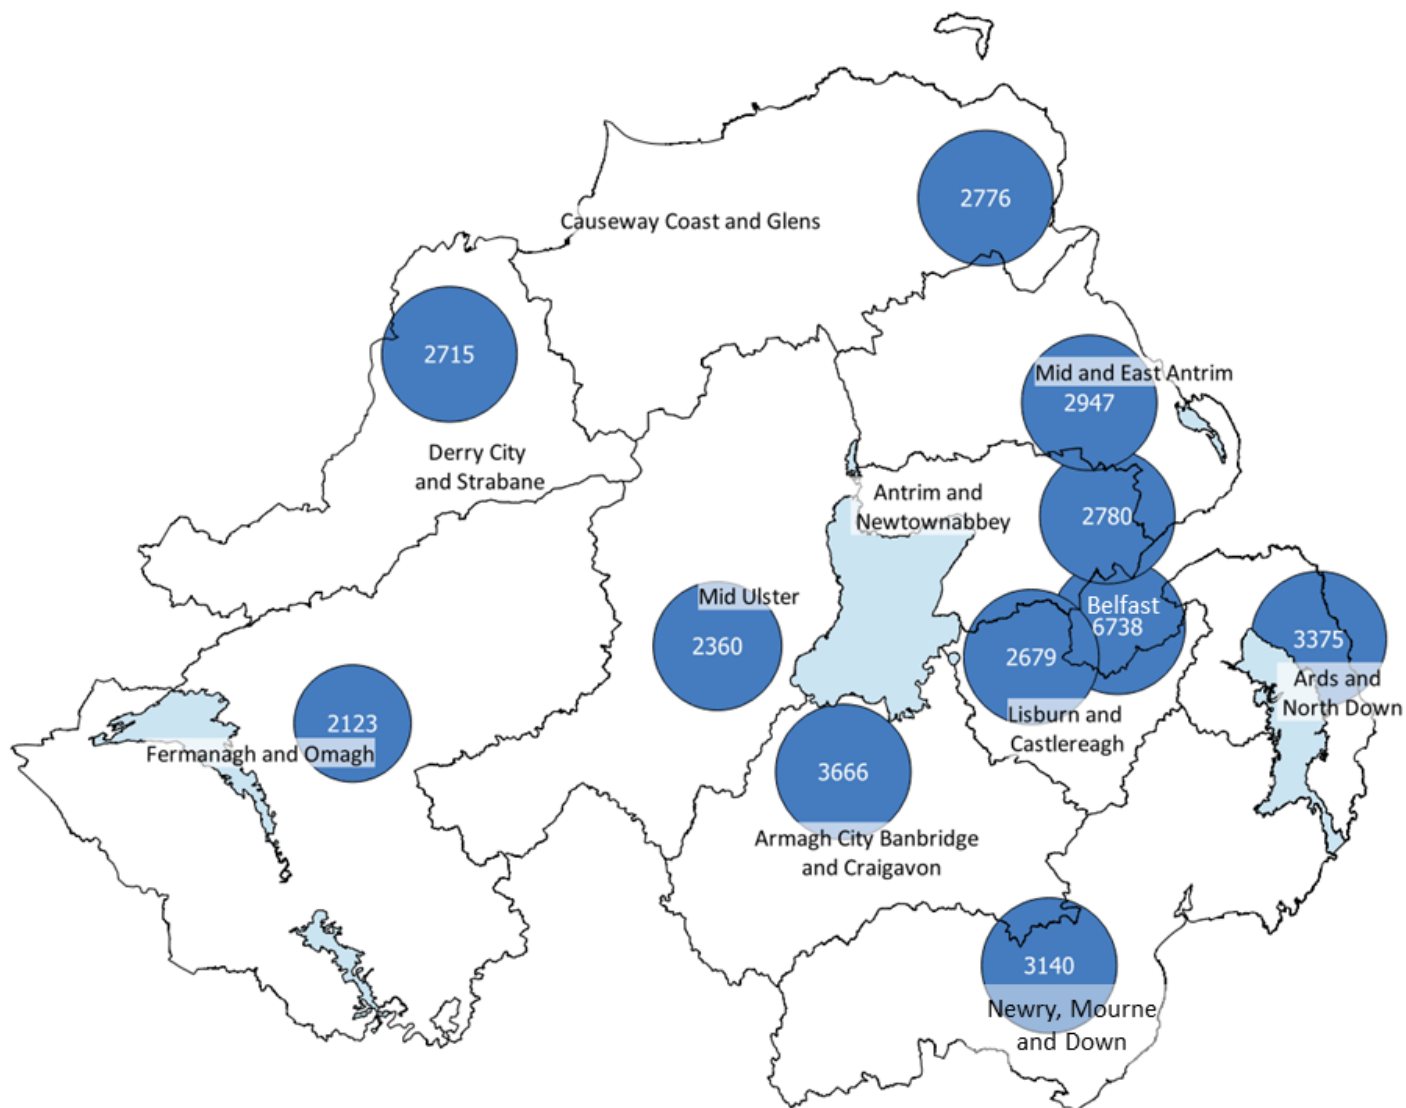 2776
Causeway Coast and Glens
2715
Mid and East Antrim
2947
Derry City
and Strabane
Antrim and
Newtownabbey
2780
Mid Ulster
2360
Belfast
6738
2679
Lisburn and
Castlereagh
3375
Ards and
North Down
2123
Fermanagh and Omagh
3666
Armagh City Banbridge
and Craigavon
3140
Newry, Mourne
and Down